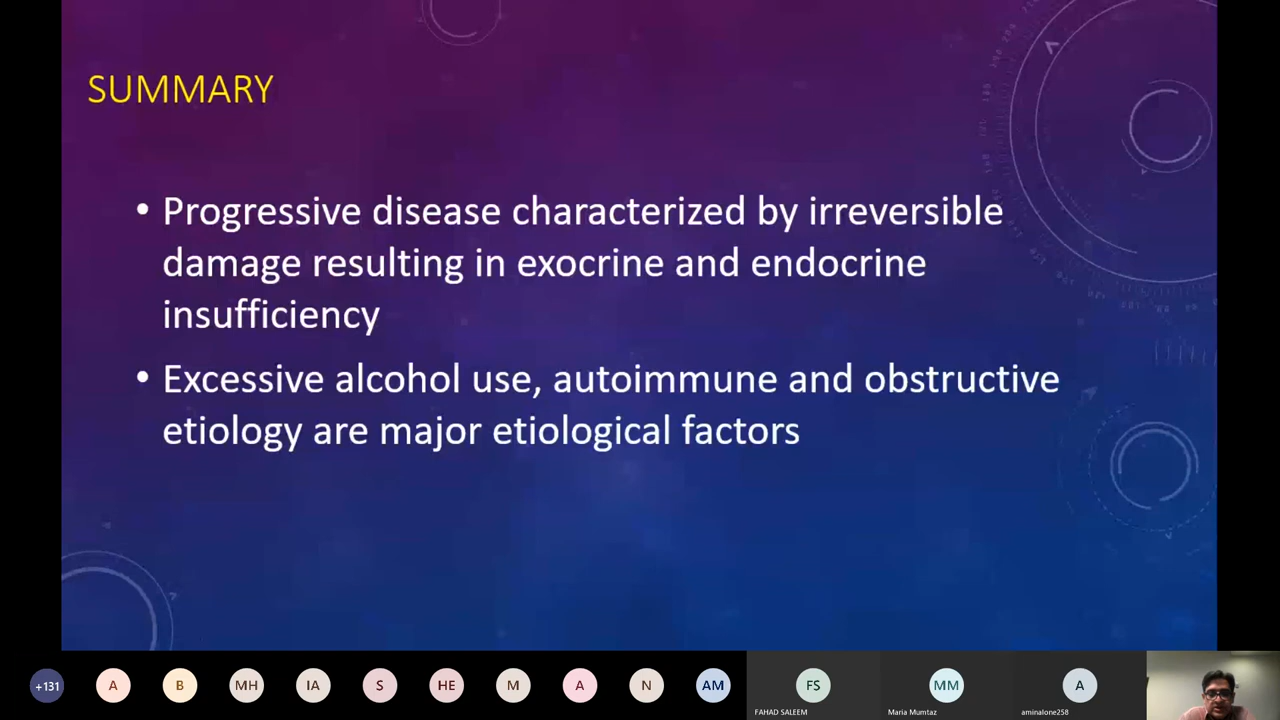 SUMMARY
• Progressive disease characterized by irreversible
damage resulting in exocrine and endocrine
insufficiency
• Excessive alcohol use, autoimmune and obstructive
etiology are major etiological factors
+131
A
B
MH
IA
S
HE
M
A
N
AM
FS
MM
A
FAHAD SALEEM
Maria Mumtaz
aminalone258